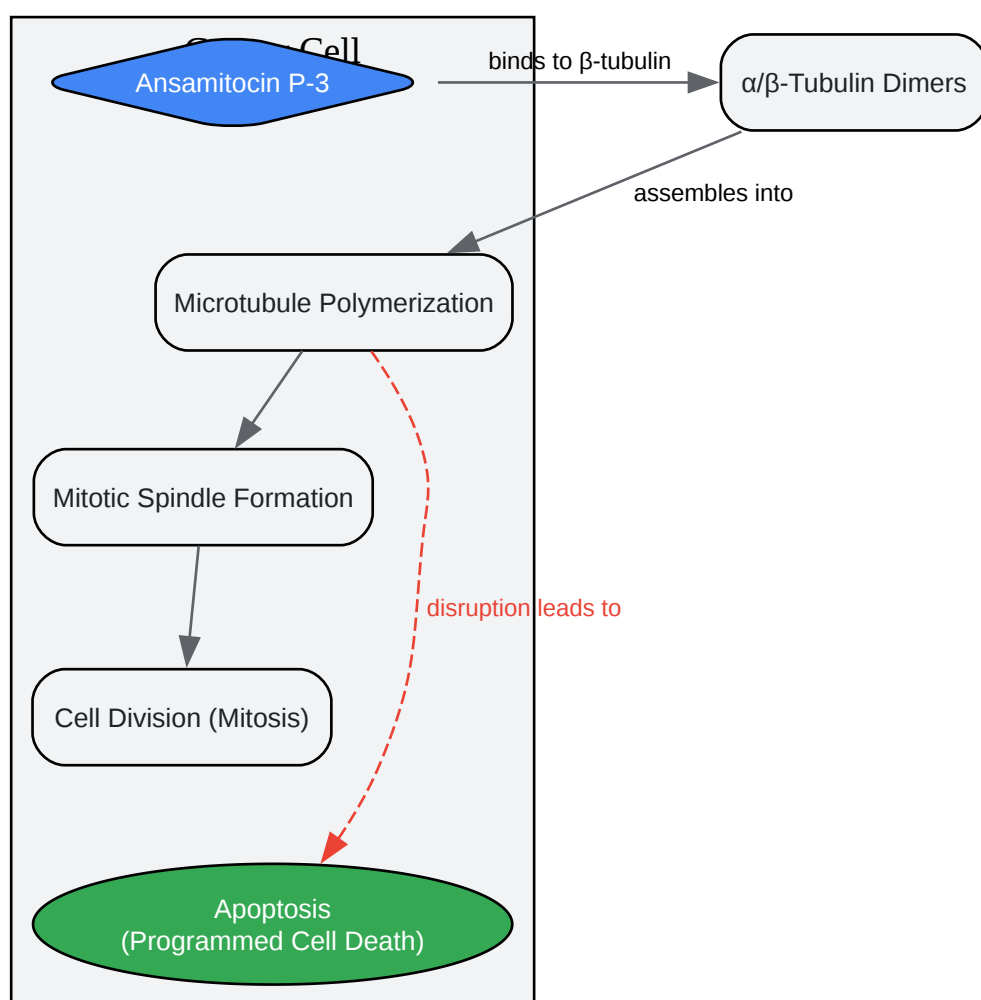 Cell
Ansamitocin P-3
binds to β-tubulin
α/β-Tubulin Dimers
assembles into
Microtubule Polymerization
Mitotic Spindle Formation
disruption leads to
Cell Division (Mitosis)
Apoptosis
(Programmed Cell Death)